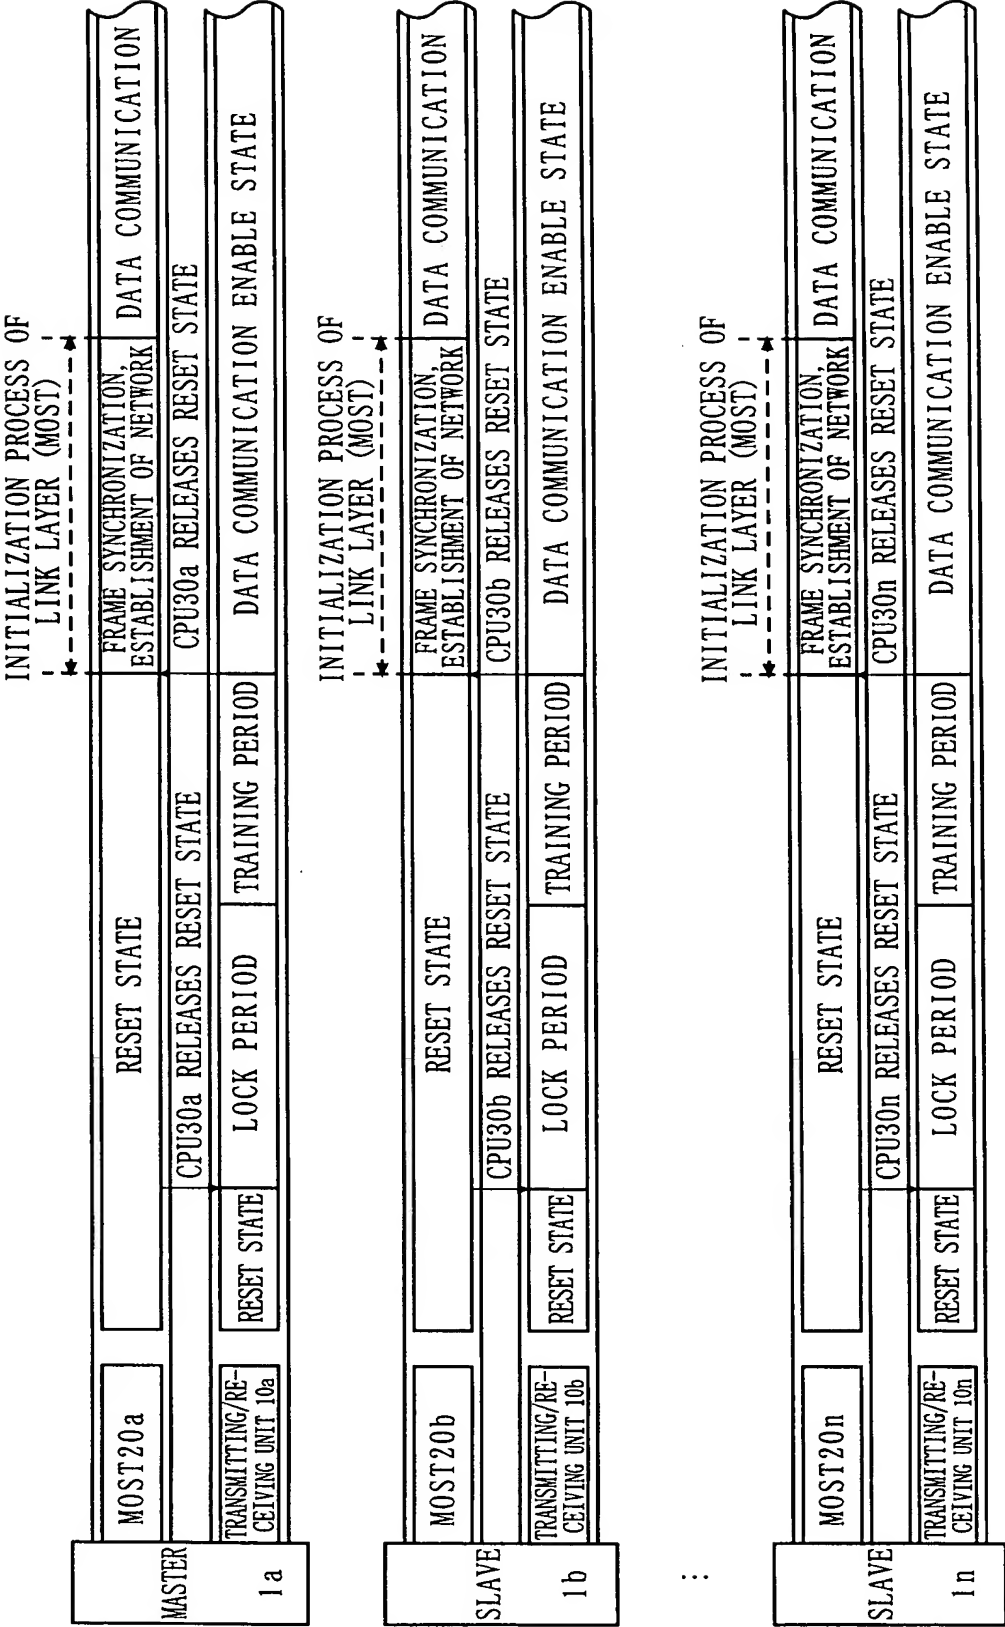 MASTER
1a
MOST20a
TRANSMITTING/RE-
CEIVING UNIT 10a
INITIALIZATION PROCESS OF
LINK LAYER (MOST)
RESET STATE
FRAME SYNCHRONIZATION,
ESTABLISHMENT OF NETWORK
DATA COMMUNICATION
CPU30a RELEASES RESET STATE
CPU30a RELEASES RESET STATE
RESET STATE
LOCK PERIOD
TRAINING PERIOD
DATA COMMUNICATION ENABLE STATE
SLAVE
1b
MOST20b
TRANSMITTING/RE-
CEIVING UNIT 10b
INITIALIZATION PROCESS OF
LINK LAYER (MOST)
RESET STATE
FRAME SYNCHRONIZATION,
ESTABLISHMENT OF NETWORK
DATA COMMUNICATION
CPU30b RELEASES RESET STATE
CPU30b RELEASES RESET STATE
RESET STATE
LOCK PERIOD
TRAINING PERIOD
DATA COMMUNICATION ENABLE STATE
...
SLAVE
1n
MOST20n
TRANSMITTING/RE-
CEIVING UNIT 10n
INITIALIZATION PROCESS OF
LINK LAYER (MOST)
RESET STATE
FRAME SYNCHRONIZATION,
ESTABLISHMENT OF NETWORK
DATA COMMUNICATION
CPU30n RELEASES RESET STATE
CPU30n RELEASES RESET STATE
RESET STATE
LOCK PERIOD
TRAINING PERIOD
DATA COMMUNICATION ENABLE STATE